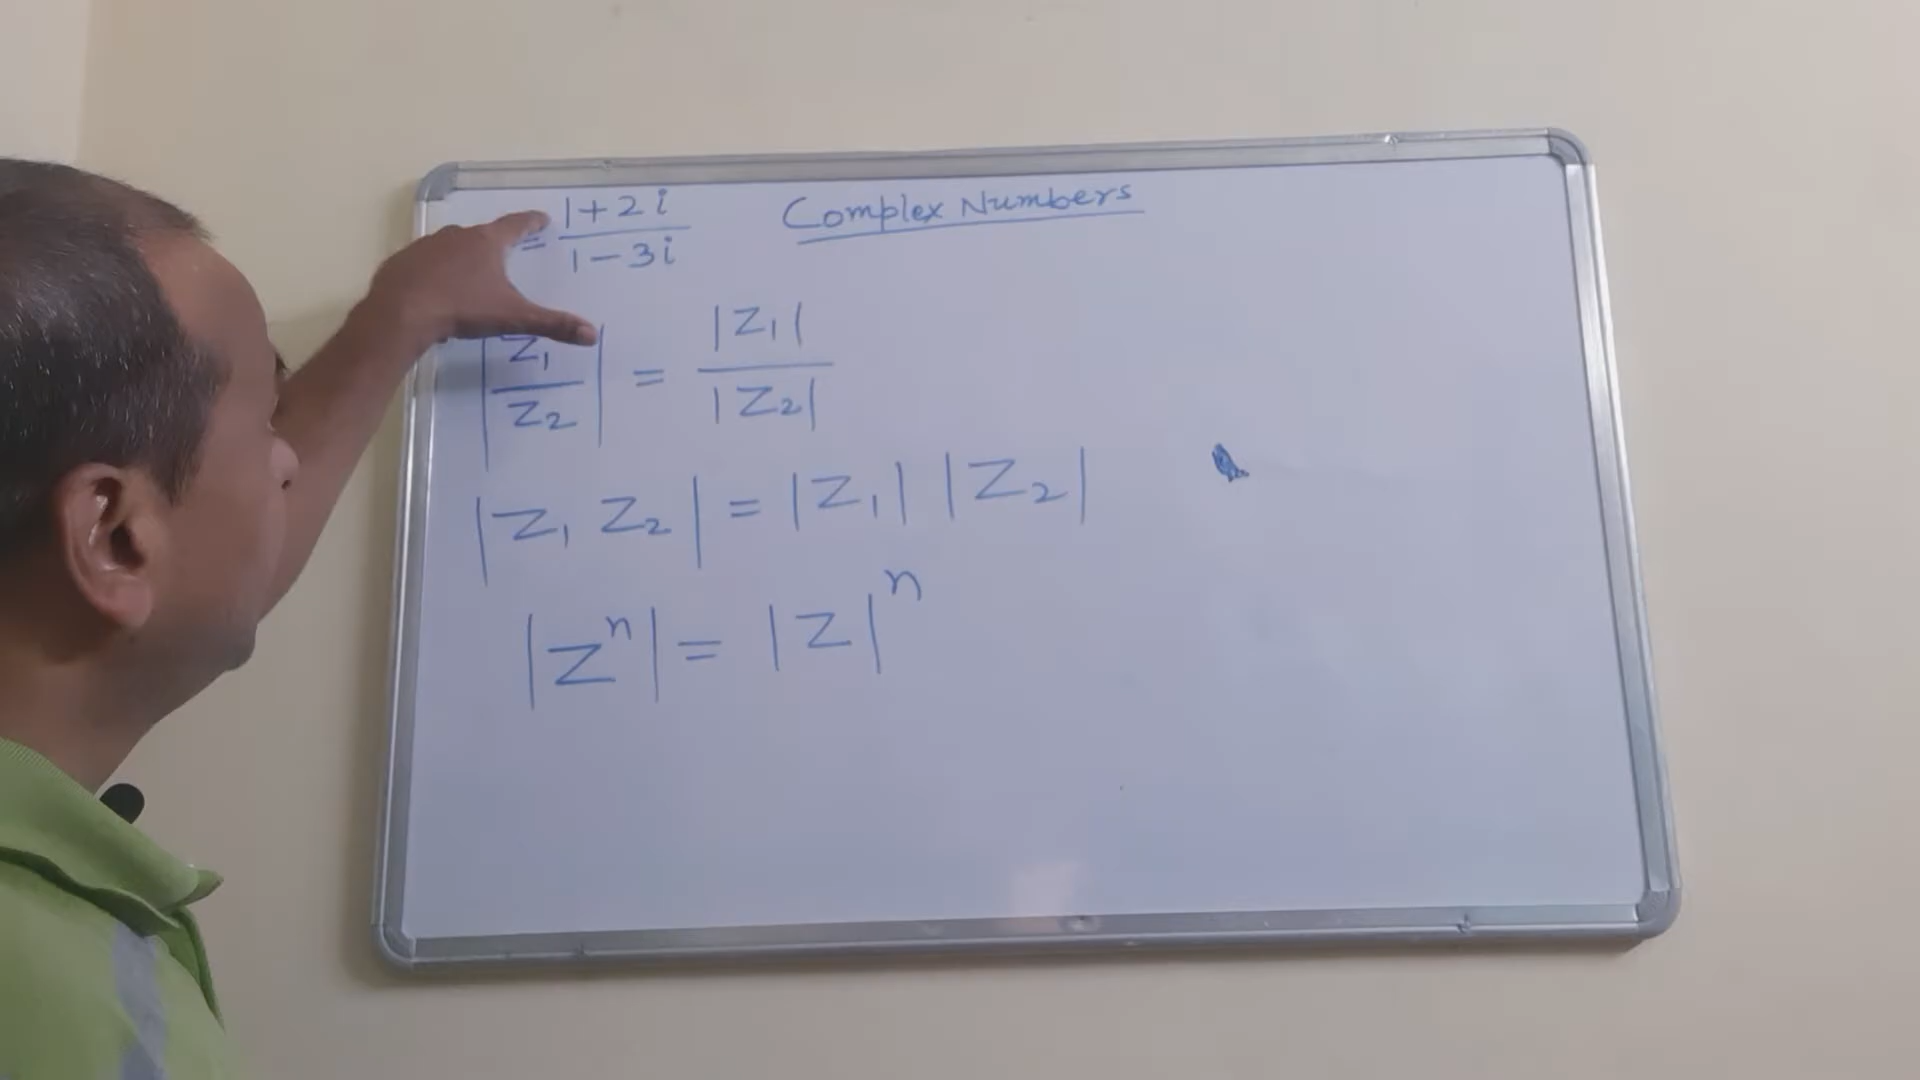 = 1+2i / 1-3i
Complex Numbers
|Z₁ / Z₂| = |Z₁| / |Z₂|
|Z₁ Z₂| = |Z₁| |Z₂|
|Zⁿ| = |Z|ⁿ